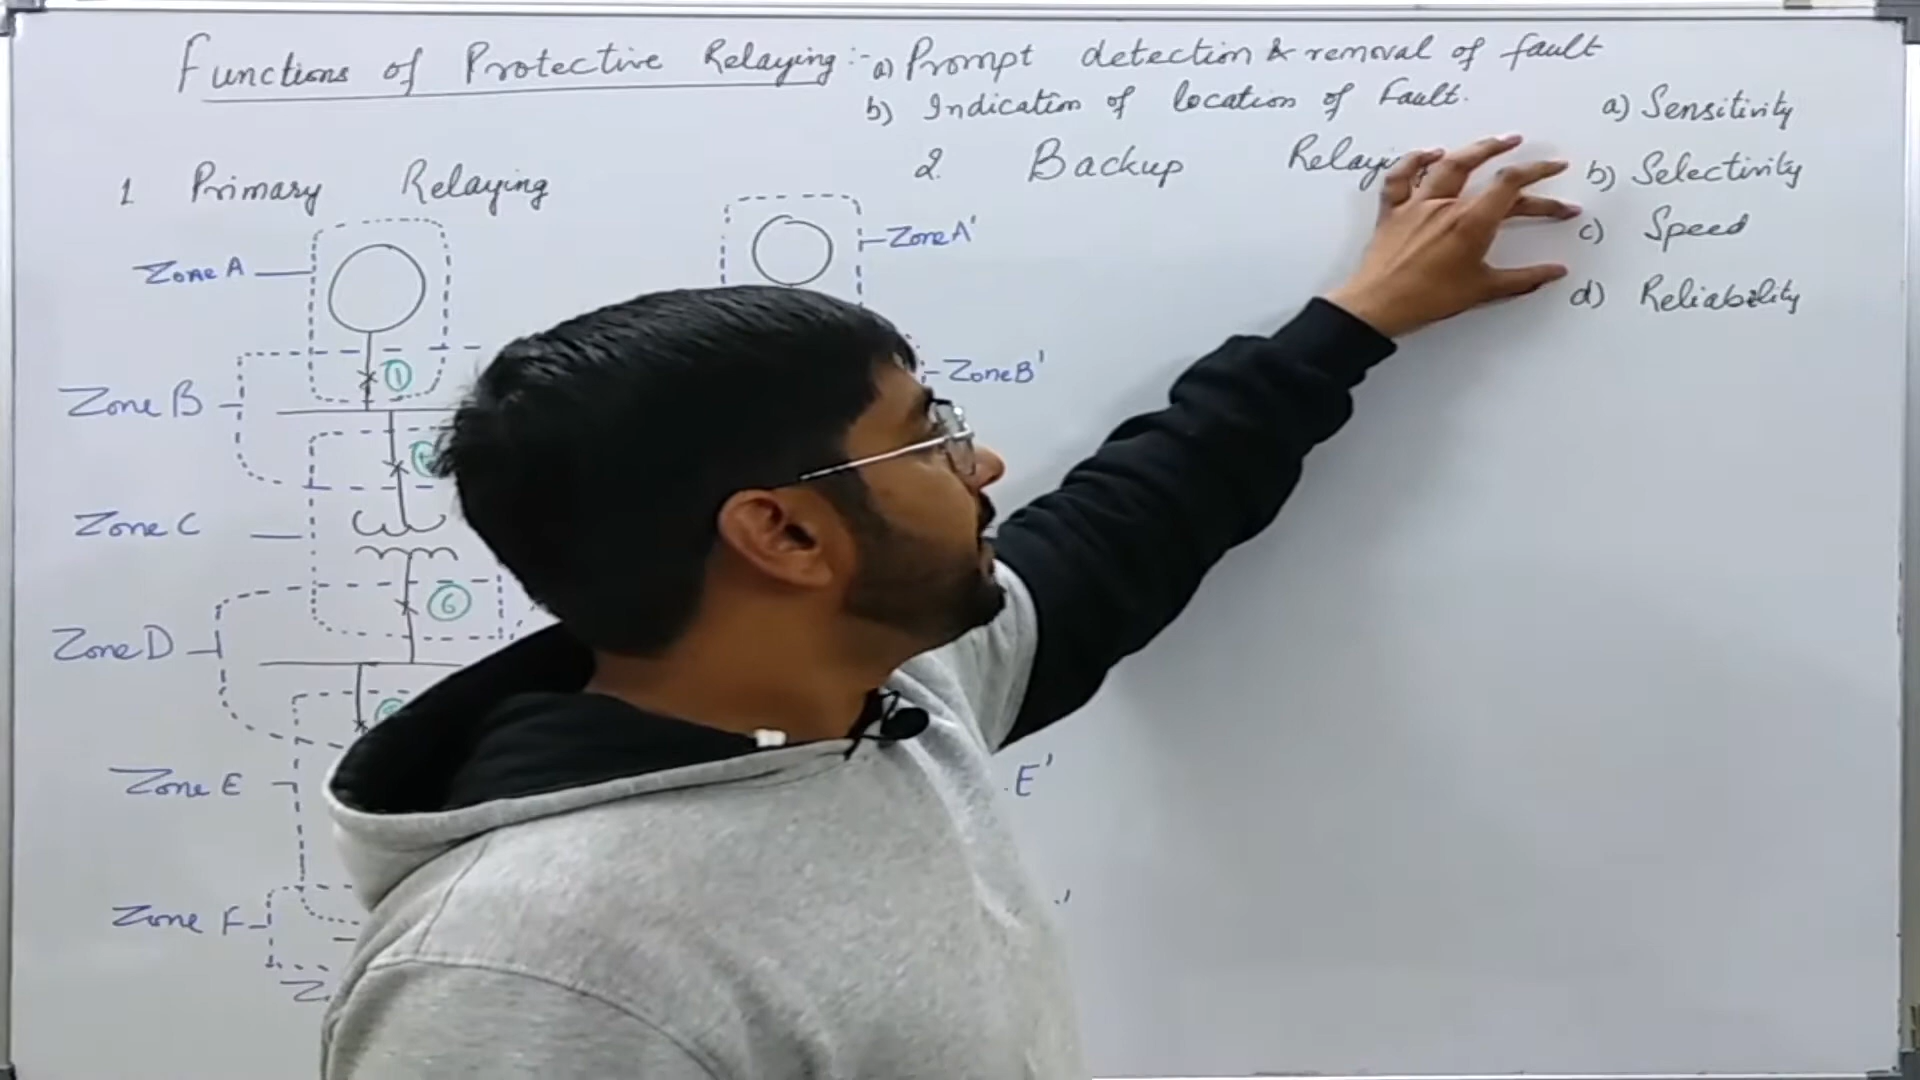 Functions of Protective Relaying :- a) Prompt detection & removal of fault
b) Indication of location of Fault.
a) Sensitivity
b) Selectivity
c) Speed
d) Reliability
1 Primary Relaying
2. Backup Relaying
Zone A
Zone A'
1
Zone B
Zone B'
Zone C
6
Zone D
Zone E
E'
Zone F